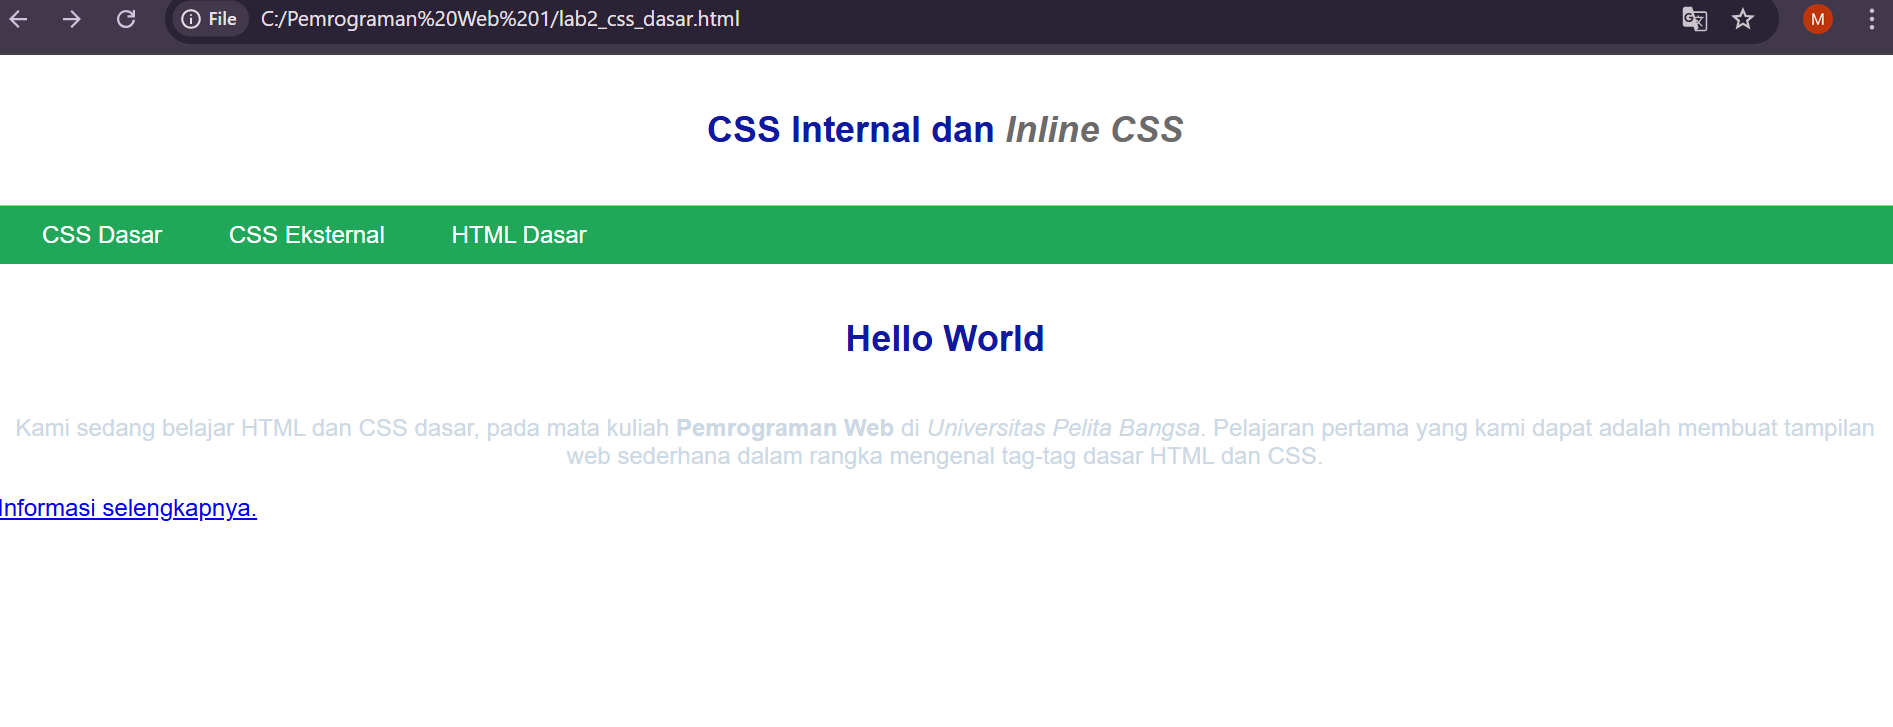 File C:/Pemrograman%20Web%201/lab2_css_dasar.html M
CSS Internal dan Inline CSS
CSS Dasar CSS Eksternal HTML Dasar
Hello World
Kami sedang belajar HTML dan CSS dasar, pada mata kuliah Pemrograman Web di Universitas Pelita Bangsa. Pelajaran pertama yang kami dapat adalah membuat tampilan
web sederhana dalam rangka mengenal tag-tag dasar HTML dan CSS.
Informasi selengkapnya.